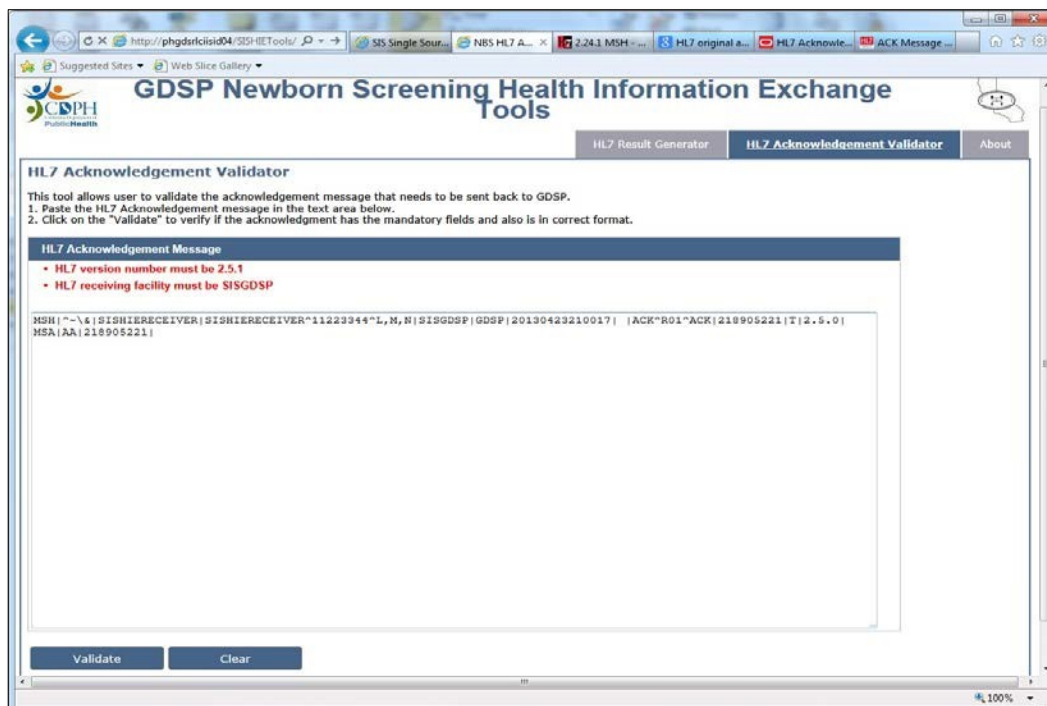 http://phgdsrlciisid04/SISHIETools/
SIS Single Sour...
NBS HL7 A...
2.24.1 MSH - ...
HL7 original a...
HL7 Acknowle...
ACK Message ...
Suggested Sites
Web Slice Gallery
CDPH
PublicHealth
GDSP Newborn Screening Health Information Exchange
Tools
HL7 Result Generator
HL7 Acknowledgement Validator
About
HL7 Acknowledgement Validator
This tool allows user to validate the acknowledgement message that needs to be sent back to GDSP.
1. Paste the HL7 Acknowledgement message in the text area below.
2. Click on the "Validate" to verify if the acknowledgment has the mandatory fields and also is in correct format.
HL7 Acknowledgement Message
• HL7 version number must be 2.5.1
• HL7 receiving facility must be SISGDSP
MSH|^~\&|SISHIERECEIVER|SISHIERECEIVER^11223344^L,M,N|SISGDSP|GDSP|20130423210017| |ACK^R01^ACK|218905221|T|2.5.0|
MSA|AA|218905221|
Validate
Clear
100%